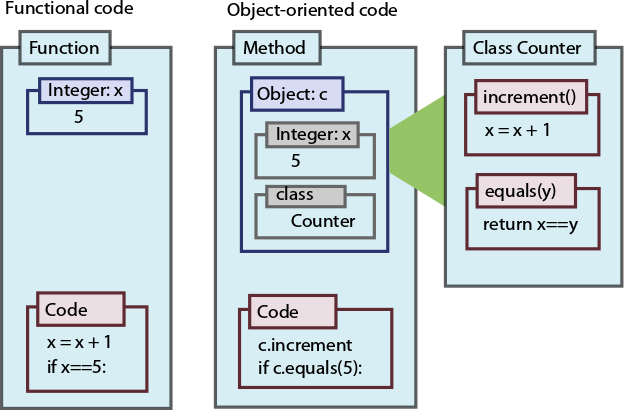 Functional code
Function
Integer: x
5
Code
x = x + 1
if x==5:
Object-oriented code
Method
Object: c
Integer: x
5
class
Counter
Code
c.increment
if c.equals(5):
Class Counter
increment()
x = x + 1
equals(y)
return x==y